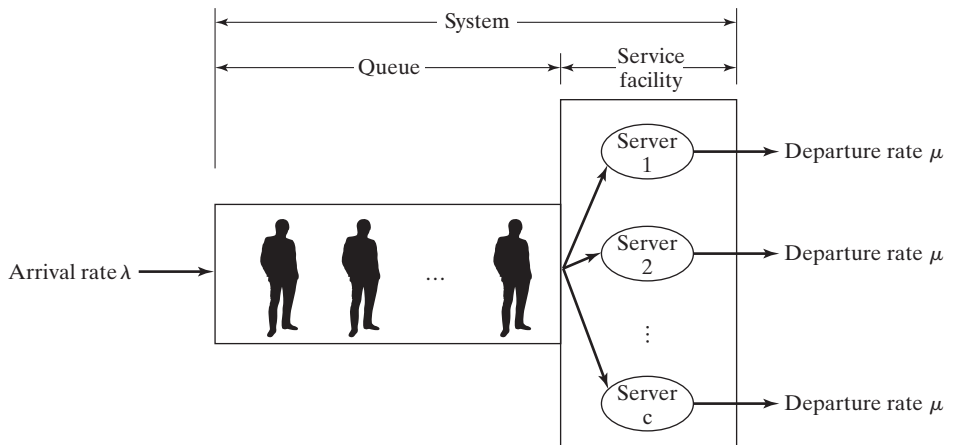 System
Queue
Service
facility
Server
1
Departure rate μ
Server
2
Departure rate μ
Arrival rate λ
...
⋮
Server
c
Departure rate μ